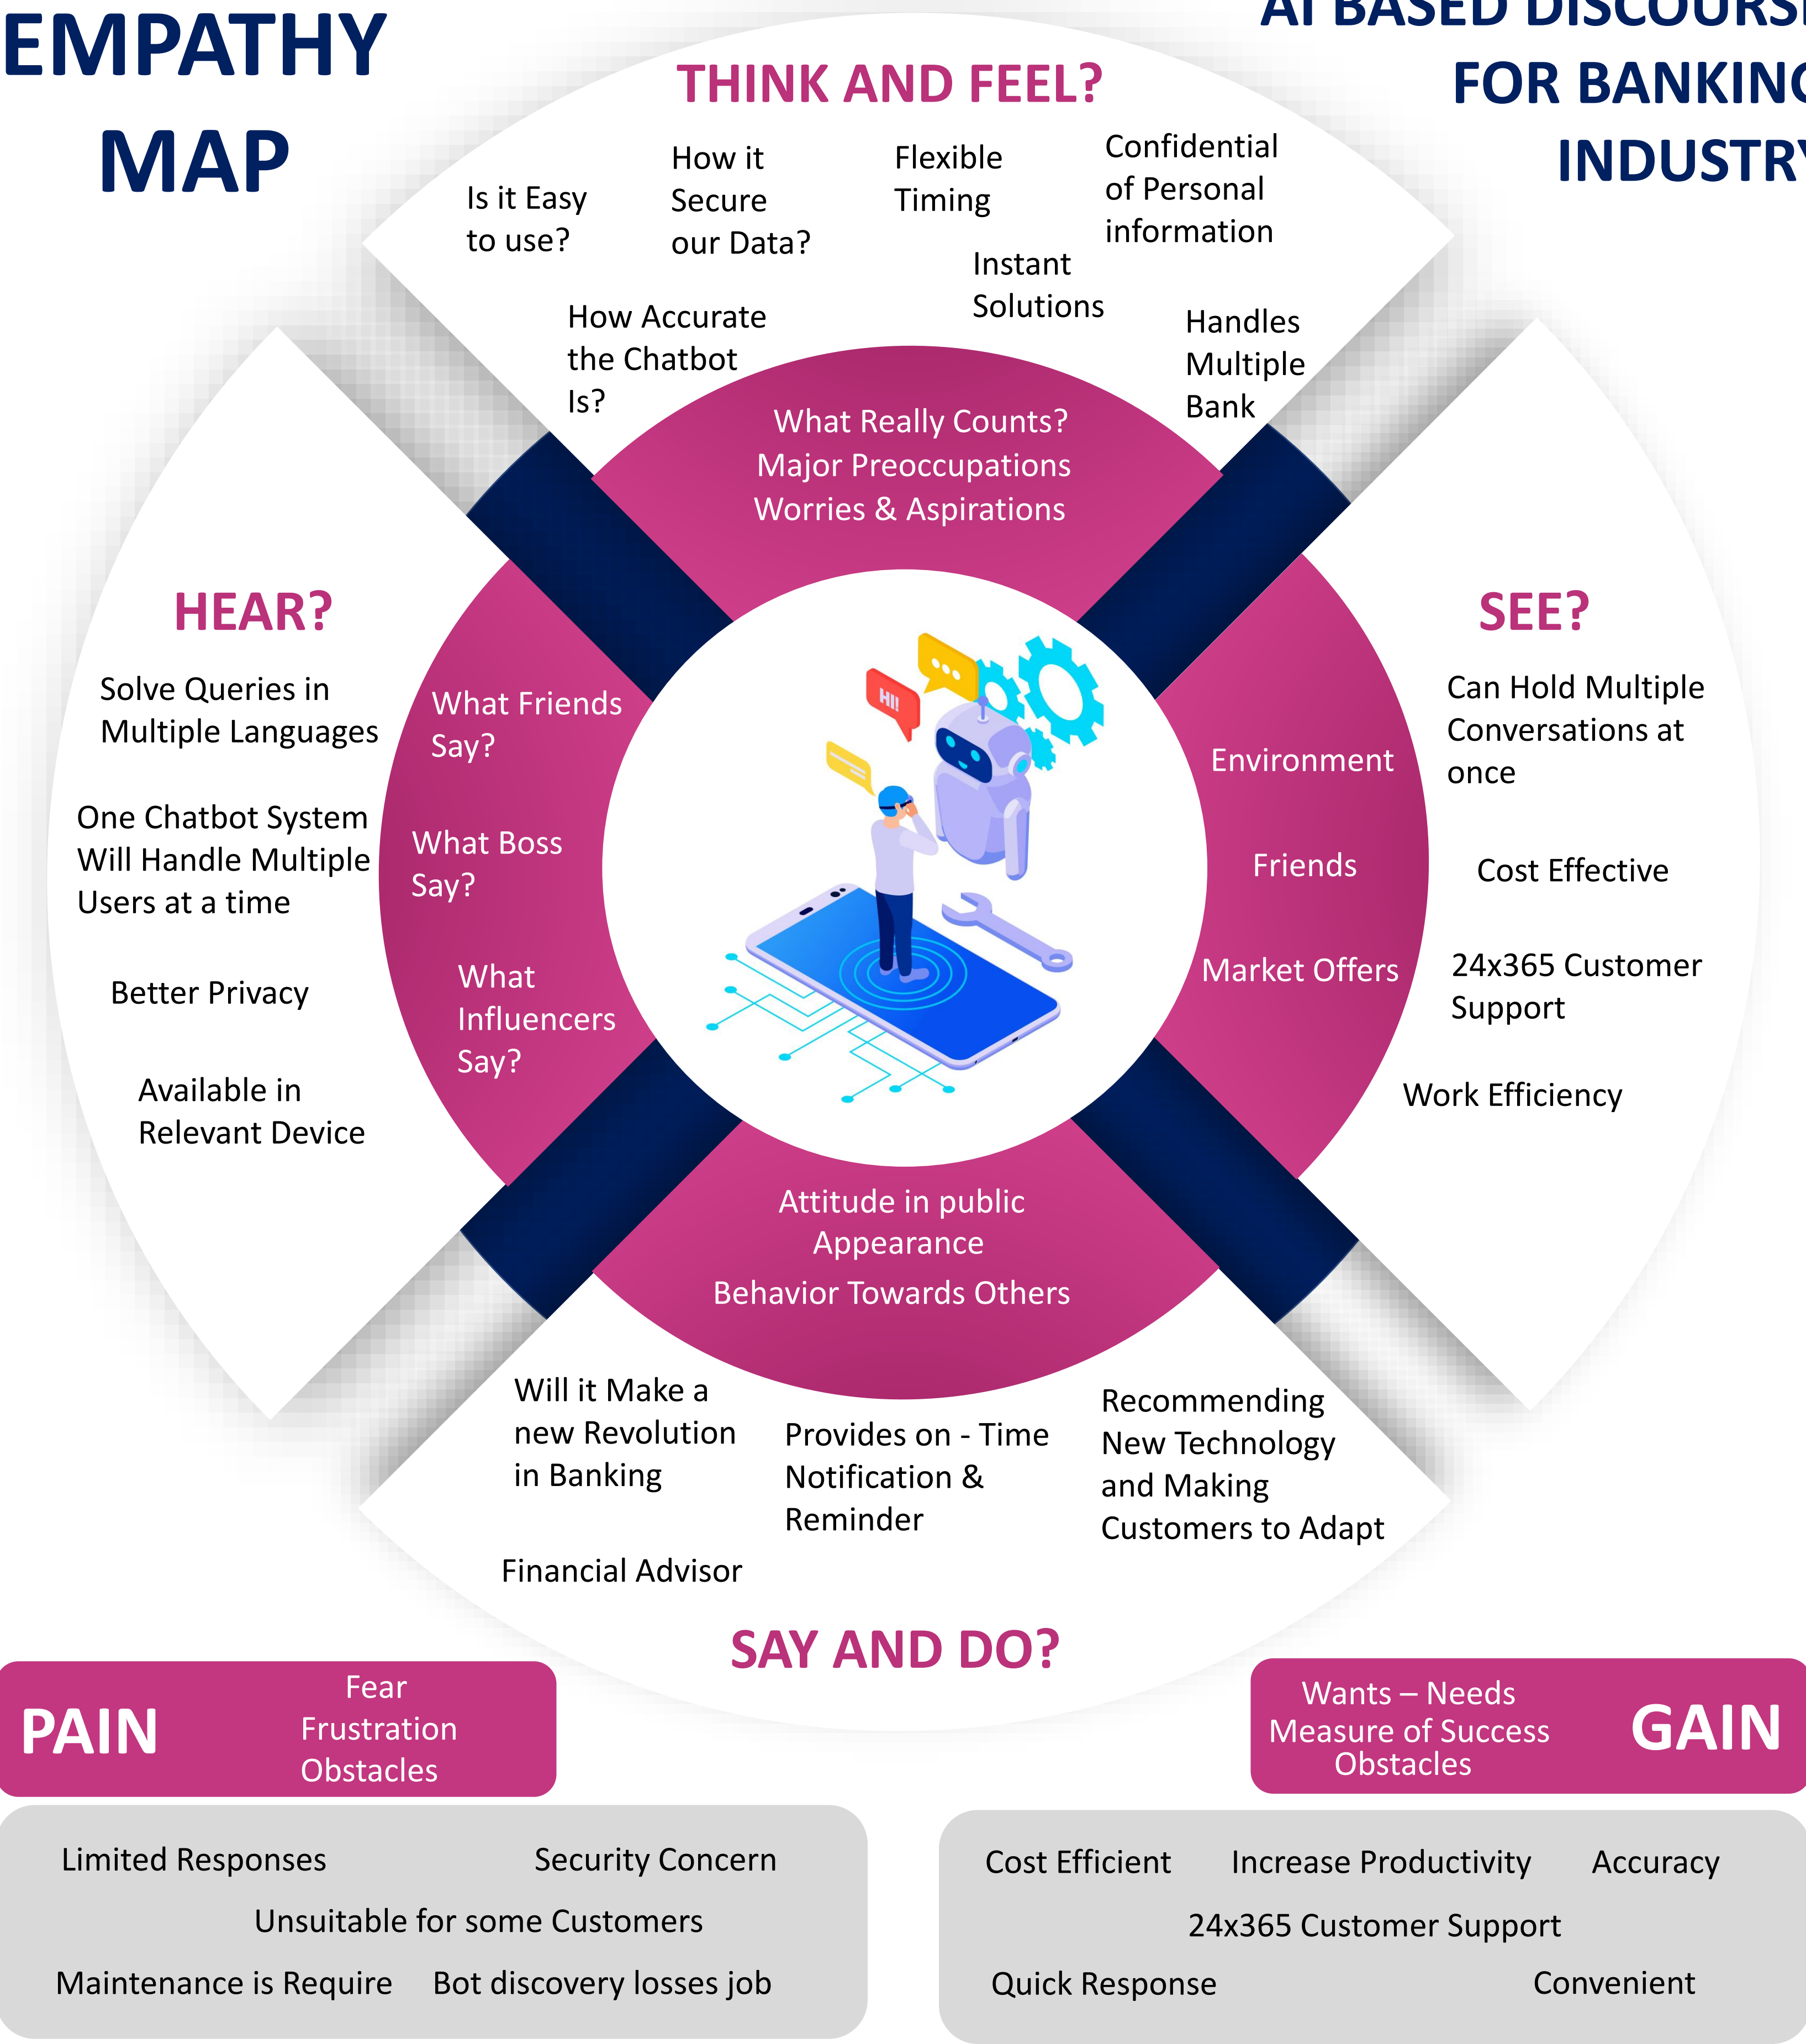 EMPATHY
MAP
AI BASED DISCOURSE
FOR BANKING
INDUSTRY
THINK AND FEEL?
Is it Easy
to use?
How it
Secure
our Data?
Flexible
Timing
Confidential
of Personal
information
How Accurate
the Chatbot
Is?
Instant
Solutions
Handles
Multiple
Bank
What Really Counts?
Major Preoccupations
Worries & Aspirations
HEAR?
Solve Queries in
Multiple Languages
One Chatbot System
Will Handle Multiple
Users at a time
Better Privacy
Available in
Relevant Device
What Friends
Say?
What Boss
Say?
What
Influencers
Say?
HI!
Environment
Friends
Market Offers
SEE?
Can Hold Multiple
Conversations at
once
Cost Effective
24x365 Customer
Support
Work Efficiency
Attitude in public
Appearance
Behavior Towards Others
Will it Make a
new Revolution
in Banking
Provides on - Time
Notification &
Reminder
Recommending
New Technology
and Making
Customers to Adapt
Financial Advisor
SAY AND DO?
PAIN
Fear
Frustration
Obstacles
Limited Responses
Security Concern
Unsuitable for some Customers
Maintenance is Require
Bot discovery losses job
GAIN
Wants – Needs
Measure of Success
Obstacles
Cost Efficient
Increase Productivity
Accuracy
24x365 Customer Support
Quick Response
Convenient